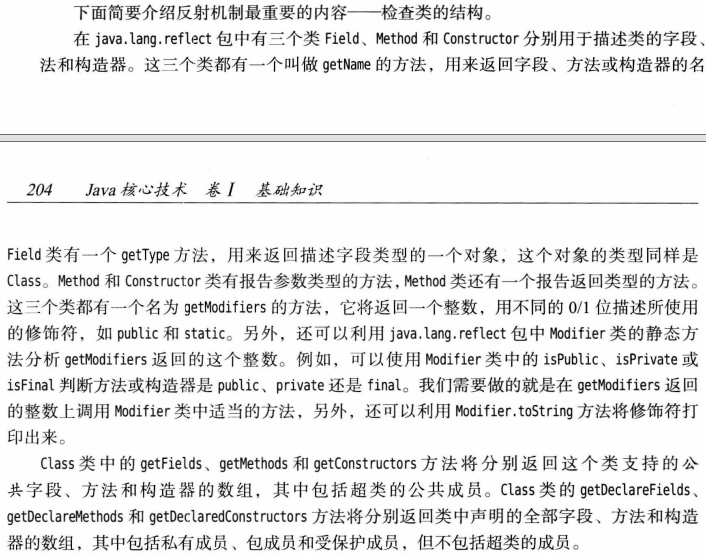 下面简要介绍反射机制最重要的内容——检查类的结构。
在 java.lang.reflect 包中有三个类 Field、Method 和 Constructor 分别用于描述类的字段、
法和构造器。这三个类都有一个叫做 getName 的方法，用来返回字段、方法或构造器的名
204 Java 核心技术 卷 I 基础知识
Field 类有一个 getType 方法，用来返回描述字段类型的一个对象，这个对象的类型同样是
Class。Method 和 Constructor 类有报告参数类型的方法，Method 类还有一个报告返回类型的方法。
这三个类都有一个名为 getModifiers 的方法，它将返回一个整数，用不同的 0/1 位描述所使用
的修饰符，如 public 和 static。另外，还可以利用 java.lang.reflect 包中 Modifier 类的静态方
法分析 getModifiers 返回的这个整数。例如，可以使用 Modifier 类中的 isPublic、isPrivate 或
isFinal 判断方法或构造器是 public、private 还是 final。我们需要做的就是在 getModifiers 返回
的整数上调用 Modifier 类中适当的方法，另外，还可以利用 Modifier.toString 方法将修饰符打
印出来。
Class 类中的 getFields、getMethods 和 getConstructors 方法将分别返回这个类支持的公
共字段、方法和构造器的数组，其中包括超类的公共成员。Class 类的 getDeclareFields、
getDeclareMethods 和 getDeclaredConstructors 方法将分别返回类中声明的全部字段、方法和构造
器的数组，其中包括私有成员、包成员和受保护成员，但不包括超类的成员。